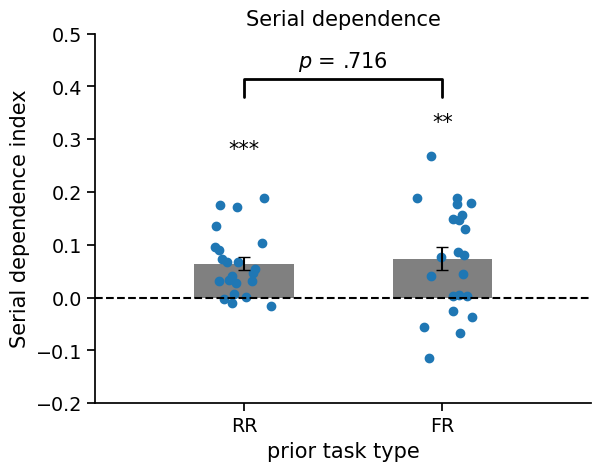 Serial dependence
0.5
p = .716
0.4
**
0.3
***
0.2
0.1
0.0
−0.1
−0.2
Serial dependence index
RR FR
prior task type